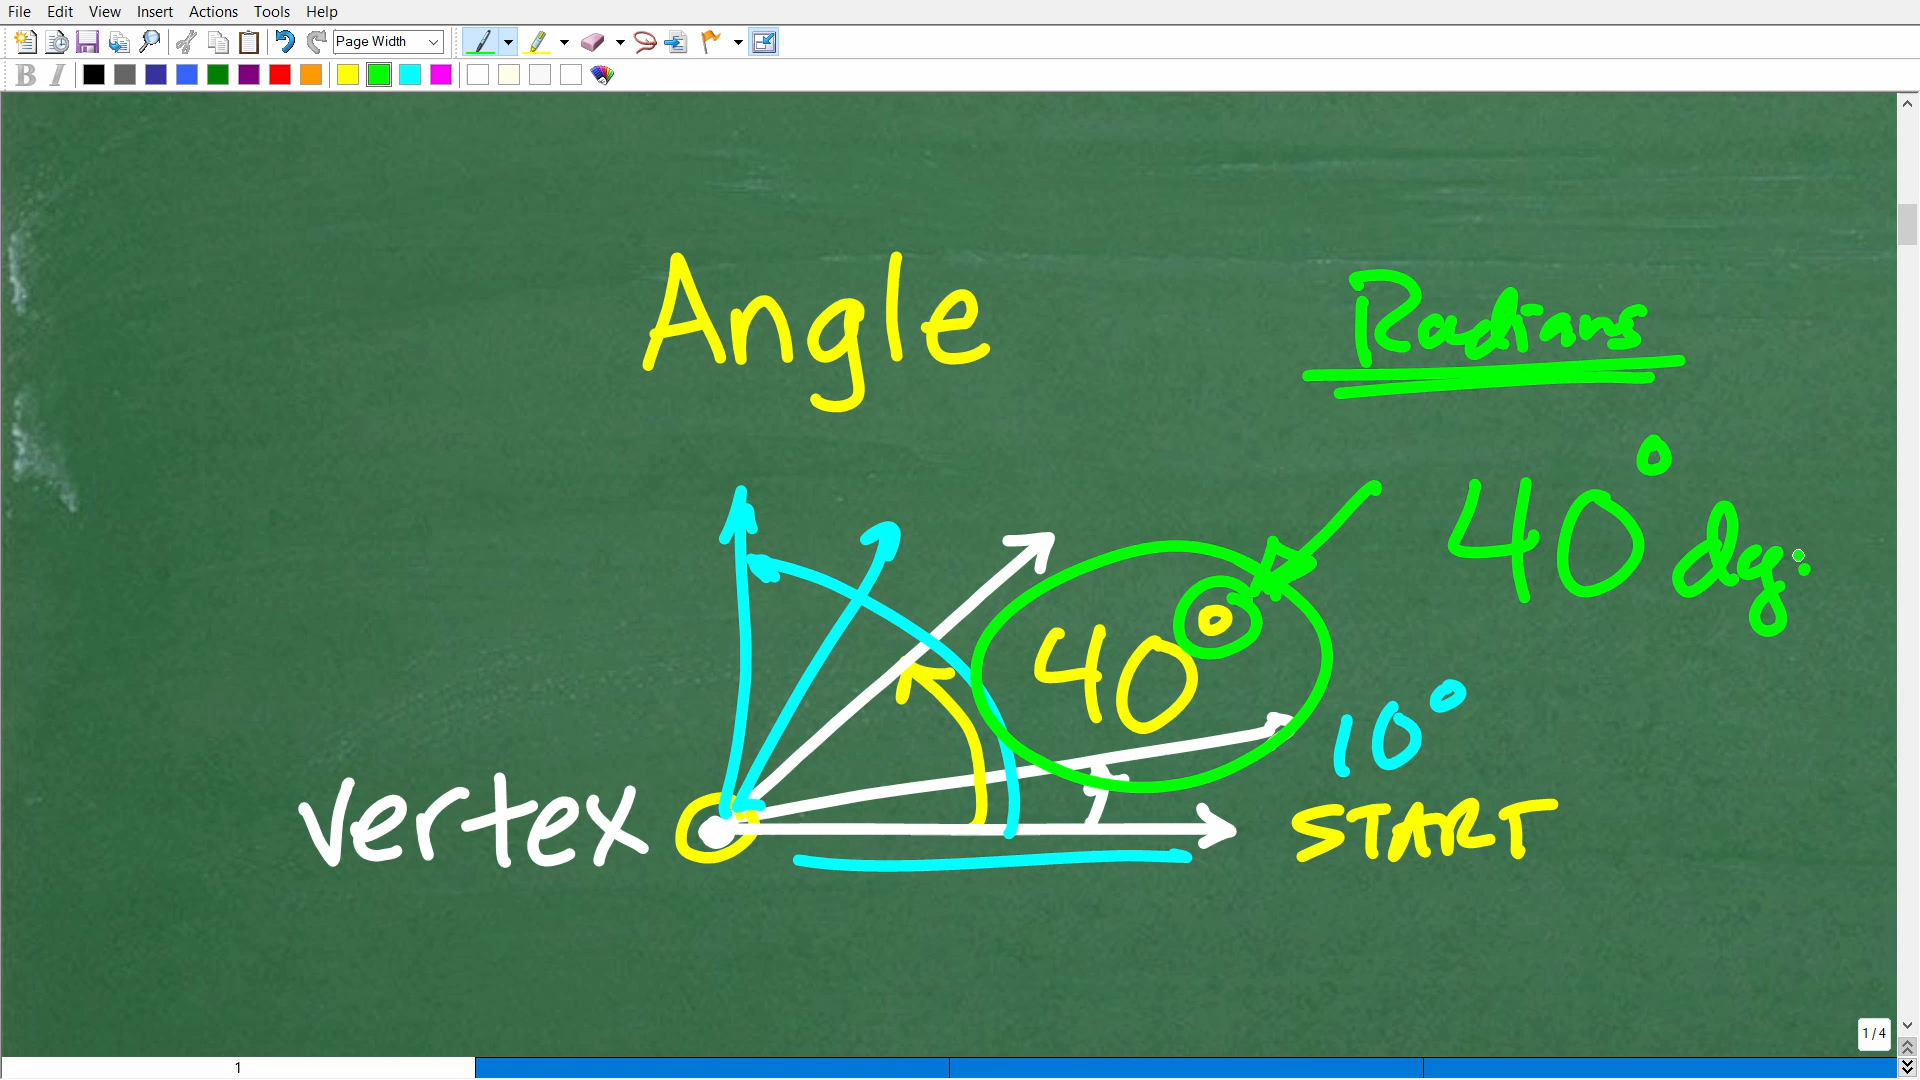 File Edit View Insert Actions Tools Help
Page Width
B I
Angle
Radians
40°
40°
10°
vertex
START
1 / 4
1